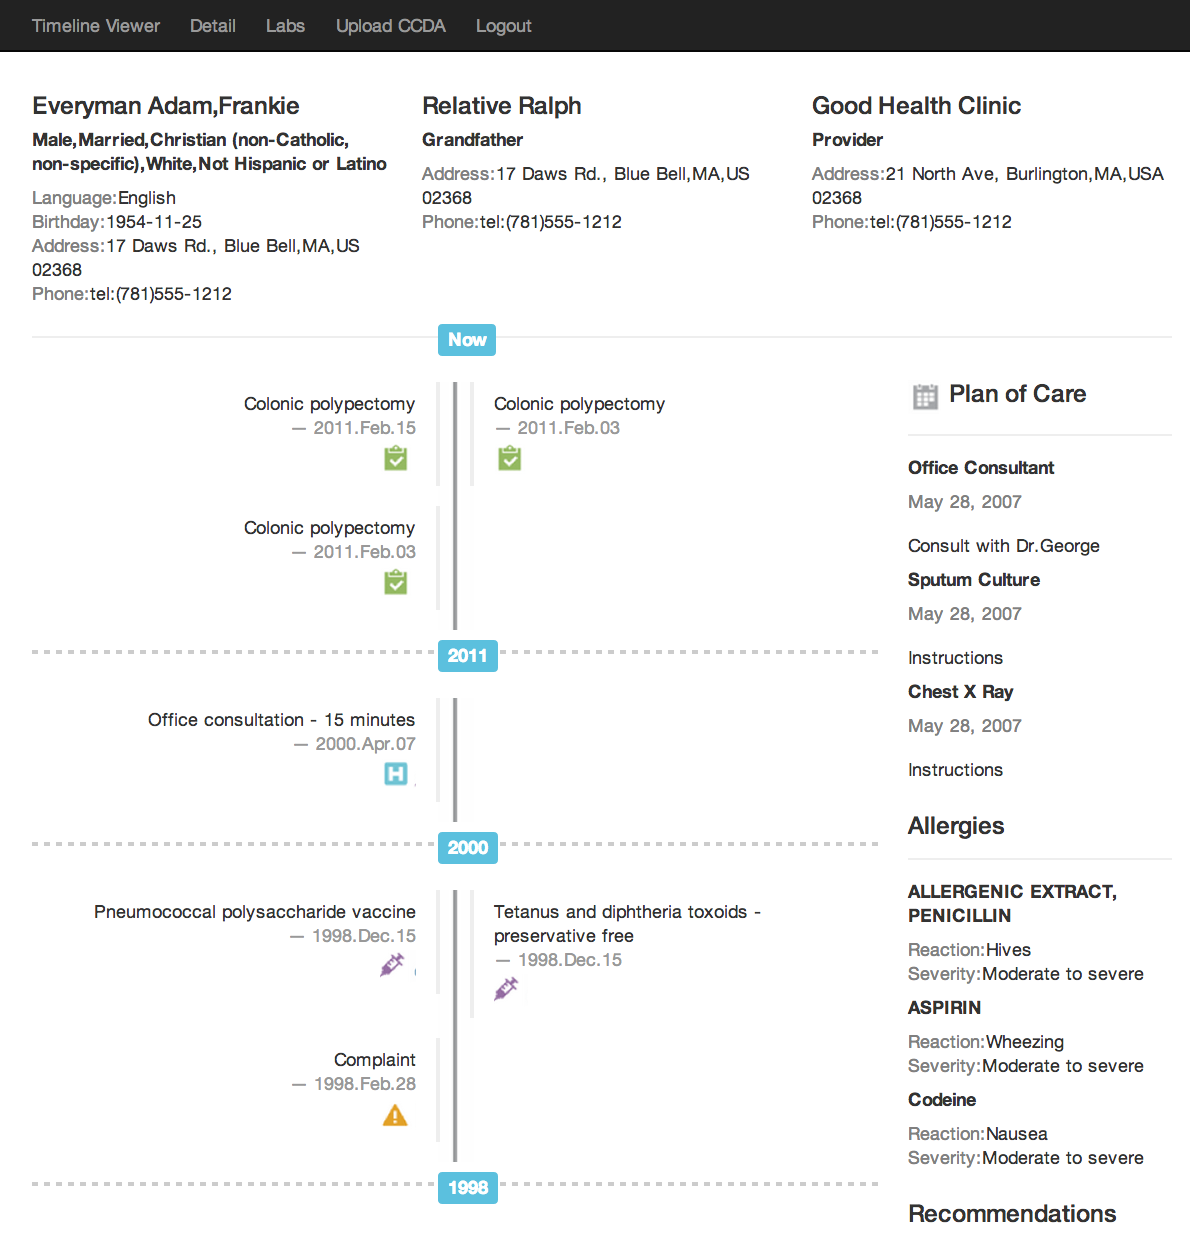 Timeline Viewer Detail Labs Upload CCDA Logout
Everyman Adam,Frankie
Male,Married,Christian (non-Catholic,
non-specific),White,Not Hispanic or Latino
Language:English
Birthday:1954-11-25
Address:17 Daws Rd., Blue Bell,MA,US
02368
Phone:tel:(781)555-1212
Relative Ralph
Grandfather
Address:17 Daws Rd., Blue Bell,MA,US
02368
Phone:tel:(781)555-1212
Good Health Clinic
Provider
Address:21 North Ave, Burlington,MA,USA
02368
Phone:tel:(781)555-1212
Now
Colonic polypectomy
— 2011.Feb.15
Colonic polypectomy
— 2011.Feb.03
Colonic polypectomy
— 2011.Feb.03
2011
Office consultation - 15 minutes
— 2000.Apr.07
H
2000
Pneumococcal polysaccharide vaccine
— 1998.Dec.15
Tetanus and diphtheria toxoids -
preservative free
— 1998.Dec.15
Complaint
— 1998.Feb.28
1998
Plan of Care
Office Consultant
May 28, 2007
Consult with Dr.George
Sputum Culture
May 28, 2007
Instructions
Chest X Ray
May 28, 2007
Instructions
Allergies
ALLERGENIC EXTRACT,
PENICILLIN
Reaction:Hives
Severity:Moderate to severe
ASPIRIN
Reaction:Wheezing
Severity:Moderate to severe
Codeine
Reaction:Nausea
Severity:Moderate to severe
Recommendations